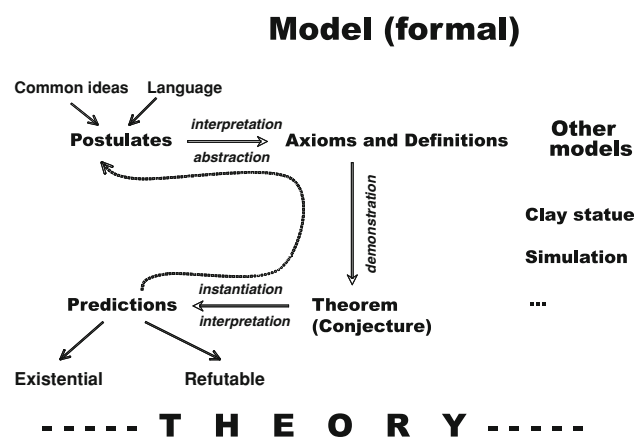 Model (formal)
Common ideas
Language
Postulates
interpretation
abstraction
Axioms and Definitions
Other
models
demonstration
Clay statue
Simulation
...
Predictions
instantiation
interpretation
Theorem
(Conjecture)
Existential
Refutable
- - - - - T H E O R Y - - - - -